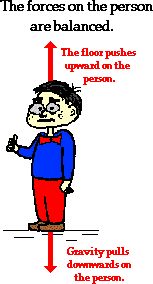 The forces on the person
are balanced.
The floor pushes
upward on the
person.
Gravity pulls
downwards on
the person.